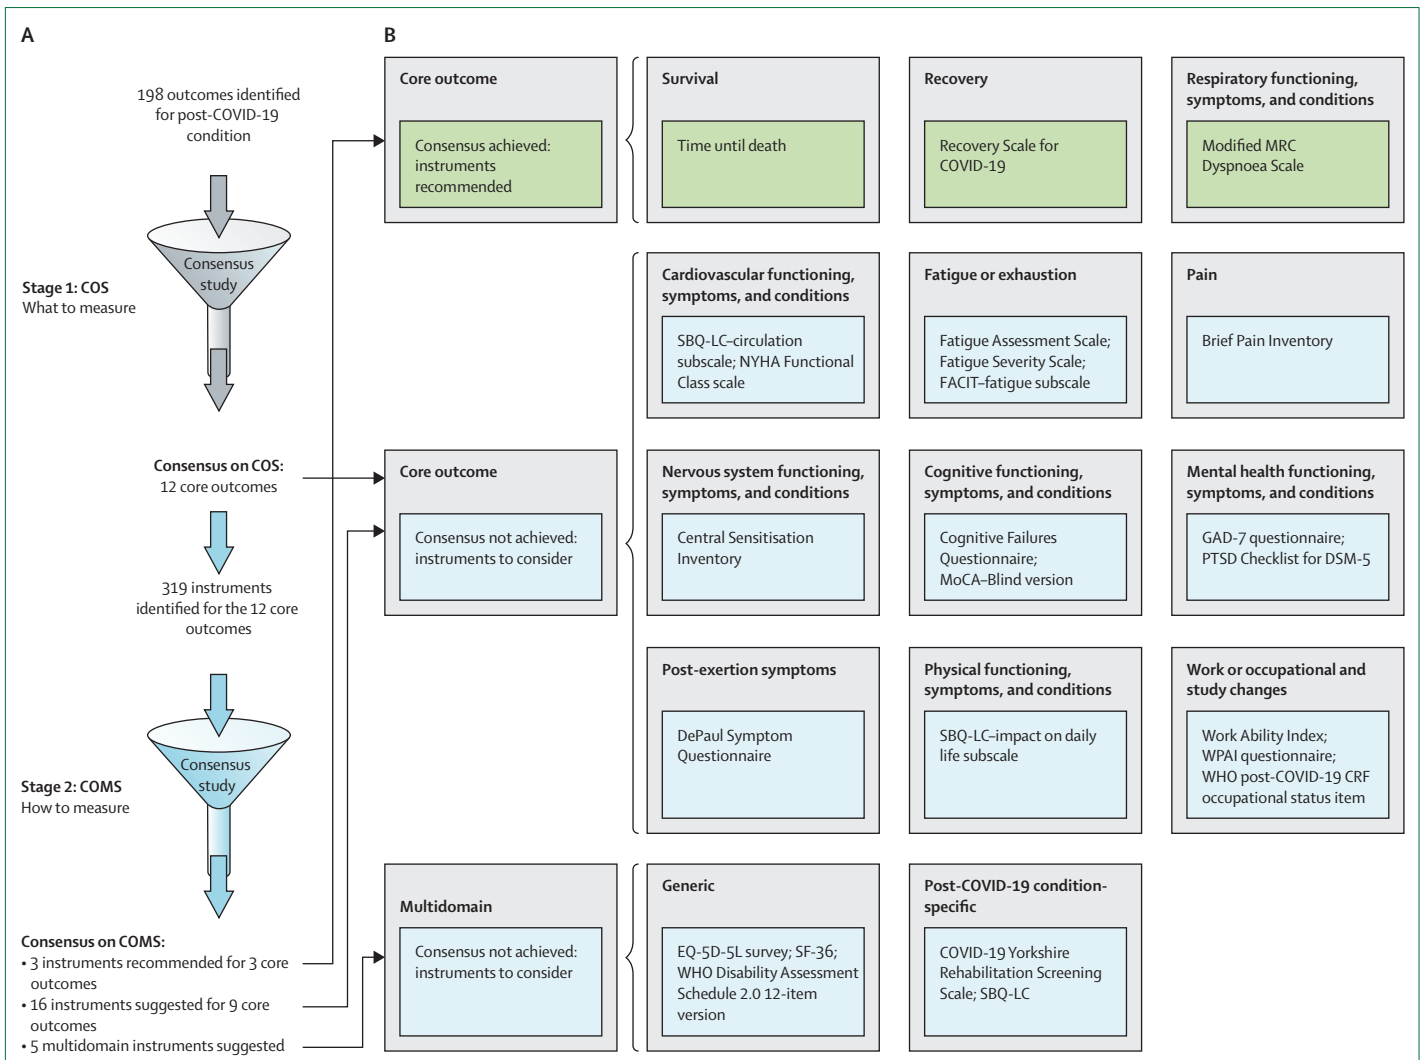 A
198 outcomes identified
for post-COVID-19
condition
Consensus
study
Stage 1: COS
What to measure
Consensus on COS:
12 core outcomes
319 instruments
identified for the 12 core
outcomes
Consensus
study
Stage 2: COMS
How to measure
Consensus on COMS:
• 3 instruments recommended for 3 core
outcomes
• 16 instruments suggested for 9 core
outcomes
• 5 multidomain instruments suggested
B
Core outcome
Consensus achieved:
instruments
recommended
Survival
Time until death
Recovery
Recovery Scale for
COVID-19
Respiratory functioning,
symptoms, and conditions
Modified MRC
Dyspnoea Scale
Cardiovascular functioning,
symptoms, and conditions
SBQ-LC–circulation
subscale; NYHA Functional
Class scale
Fatigue or exhaustion
Fatigue Assessment Scale;
Fatigue Severity Scale;
FACIT–fatigue subscale
Pain
Brief Pain Inventory
Core outcome
Consensus not achieved:
instruments to consider
Nervous system functioning,
symptoms, and conditions
Central Sensitisation
Inventory
Cognitive functioning,
symptoms, and conditions
Cognitive Failures
Questionnaire;
MoCA–Blind version
Mental health functioning,
symptoms, and conditions
GAD-7 questionnaire;
PTSD Checklist for DSM-5
Post-exertion symptoms
DePaul Symptom
Questionnaire
Physical functioning,
symptoms, and conditions
SBQ-LC–impact on daily
life subscale
Work or occupational and
study changes
Work Ability Index;
WPAI questionnaire;
WHO post-COVID-19 CRF
occupational status item
Multidomain
Consensus not achieved:
instruments to consider
Generic
EQ-5D-5L survey; SF-36;
WHO Disability Assessment
Schedule 2.0 12-item
version
Post-COVID-19 condition-
specific
COVID-19 Yorkshire
Rehabilitation Screening
Scale; SBQ-LC